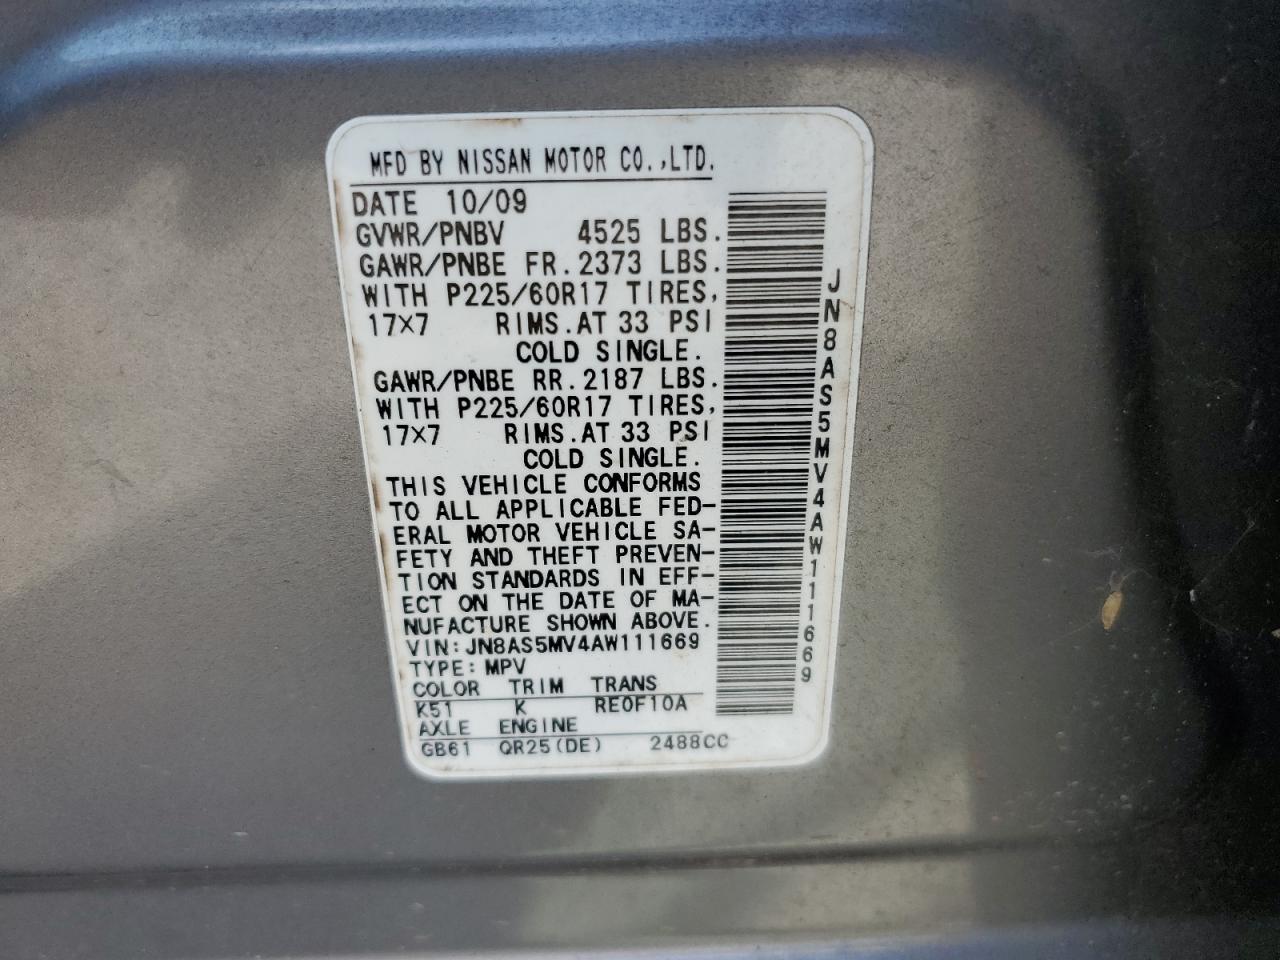 MFD BY NISSAN MOTOR CO.,LTD.
DATE 10/09
GVWR/PNBV 4525 LBS.
GAWR/PNBE FR.2373 LBS.
WITH P225/60R17 TIRES,
17×7 RIMS.AT 33 PSI
COLD SINGLE.
GAWR/PNBE RR.2187 LBS.
WITH P225/60R17 TIRES,
17×7 RIMS.AT 33 PSI
COLD SINGLE.
THIS VEHICLE CONFORMS
TO ALL APPLICABLE FED-
ERAL MOTOR VEHICLE SA-
FETY AND THEFT PREVEN-
TION STANDARDS IN EFF-
ECT ON THE DATE OF MA-
NUFACTURE SHOWN ABOVE.
VIN:JN8AS5MV4AW111669
TYPE:MPV
COLOR TRIM TRANS
K51 K RE0F10A
AXLE ENGINE
GB61 QR25(DE) 2488CC
JN8AS5MV4AW111669